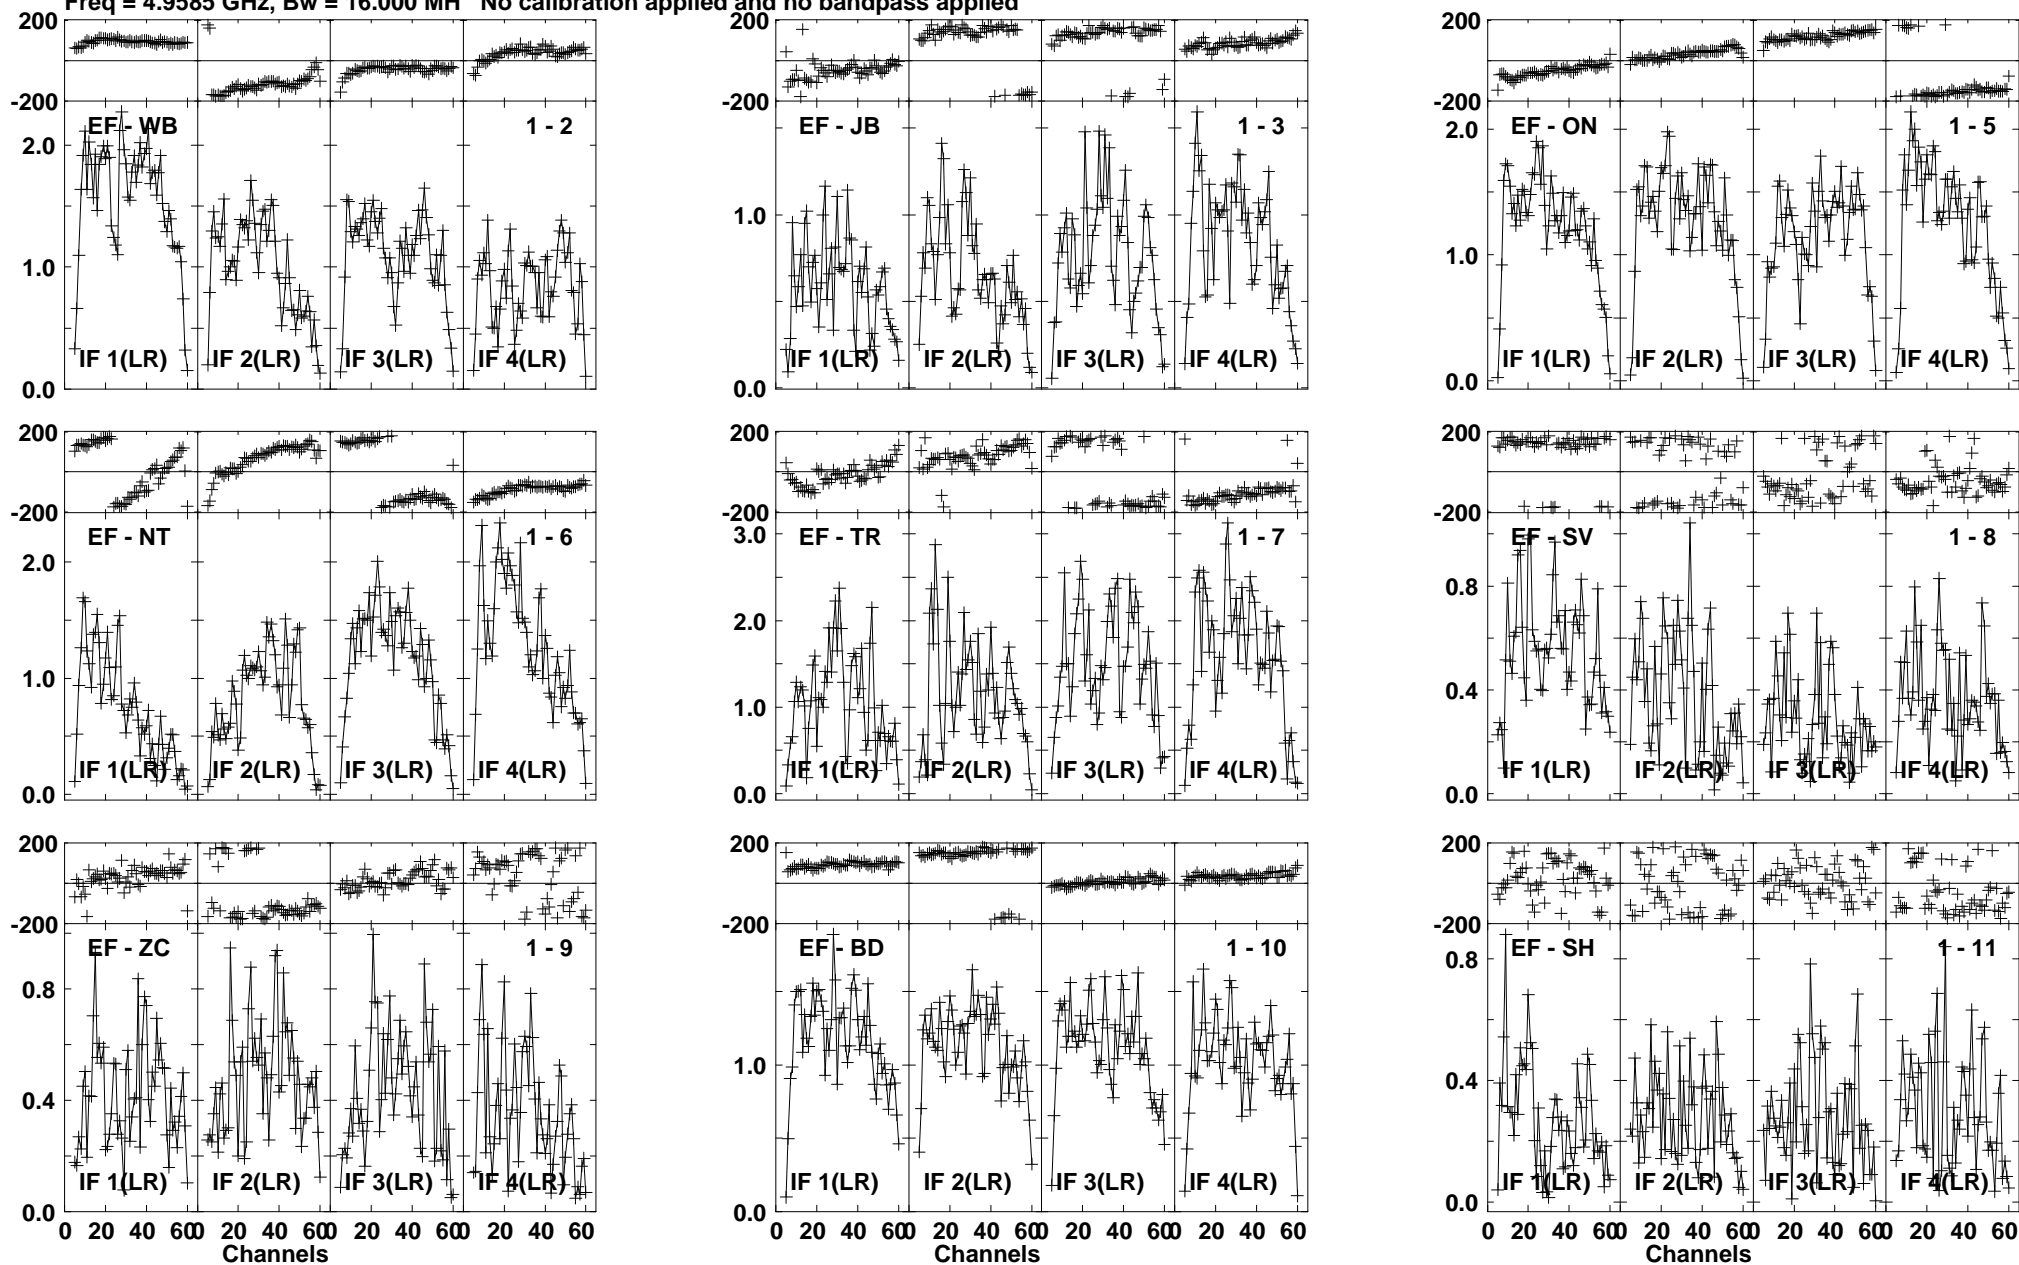 Freq = 4.9585 GHz, Bw = 16.000 MH No calibration applied and no bandpass applied
200 200 200
-200 -200 -200
EF - WB 1 - 2 EF - JB 1 - 3 EF - ON 1 - 5
2.0 2.0
1.0 1.0 1.0
IF 1(LR) IF 2(LR) IF 3(LR) IF 4(LR) IF 1(LR) IF 2(LR) IF 3(LR) IF 4(LR) IF 1(LR) IF 2(LR) IF 3(LR) IF 4(LR)
0.0 0.0 0.0
200 200 200
-200 -200 -200
EF - NT 1 - 6 EF - TR 1 - 7 EF - SV 1 - 8
3.0
2.0 0.8
2.0
1.0 1.0 0.4
IF 1(LR) IF 2(LR) IF 3(LR) IF 4(LR) IF 1(LR) IF 2(LR) IF 3(LR) IF 4(LR) IF 1(LR) IF 2(LR) IF 3(LR) IF 4(LR)
0.0 0.0 0.0
200 200 200
-200 -200 -200
EF - ZC 1 - 9 EF - BD 1 - 10 EF - SH 1 - 11
0.8 0.8
1.0
0.4 0.4
IF 1(LR) IF 2(LR) IF 3(LR) IF 4(LR) IF 1(LR) IF 2(LR) IF 3(LR) IF 4(LR) IF 1(LR) IF 2(LR) IF 3(LR) IF 4(LR)
0.0 0.0 0.0
0 20 40 60 0 20 40 60 0 20 40 60 0 20 40 60 0 20 40 60 0 20 40 60 0 20 40 60 0 20 40 60 0 20 40 60 0 20 40 60 0 20 40 60 0 20 40 60
Channels Channels Channels